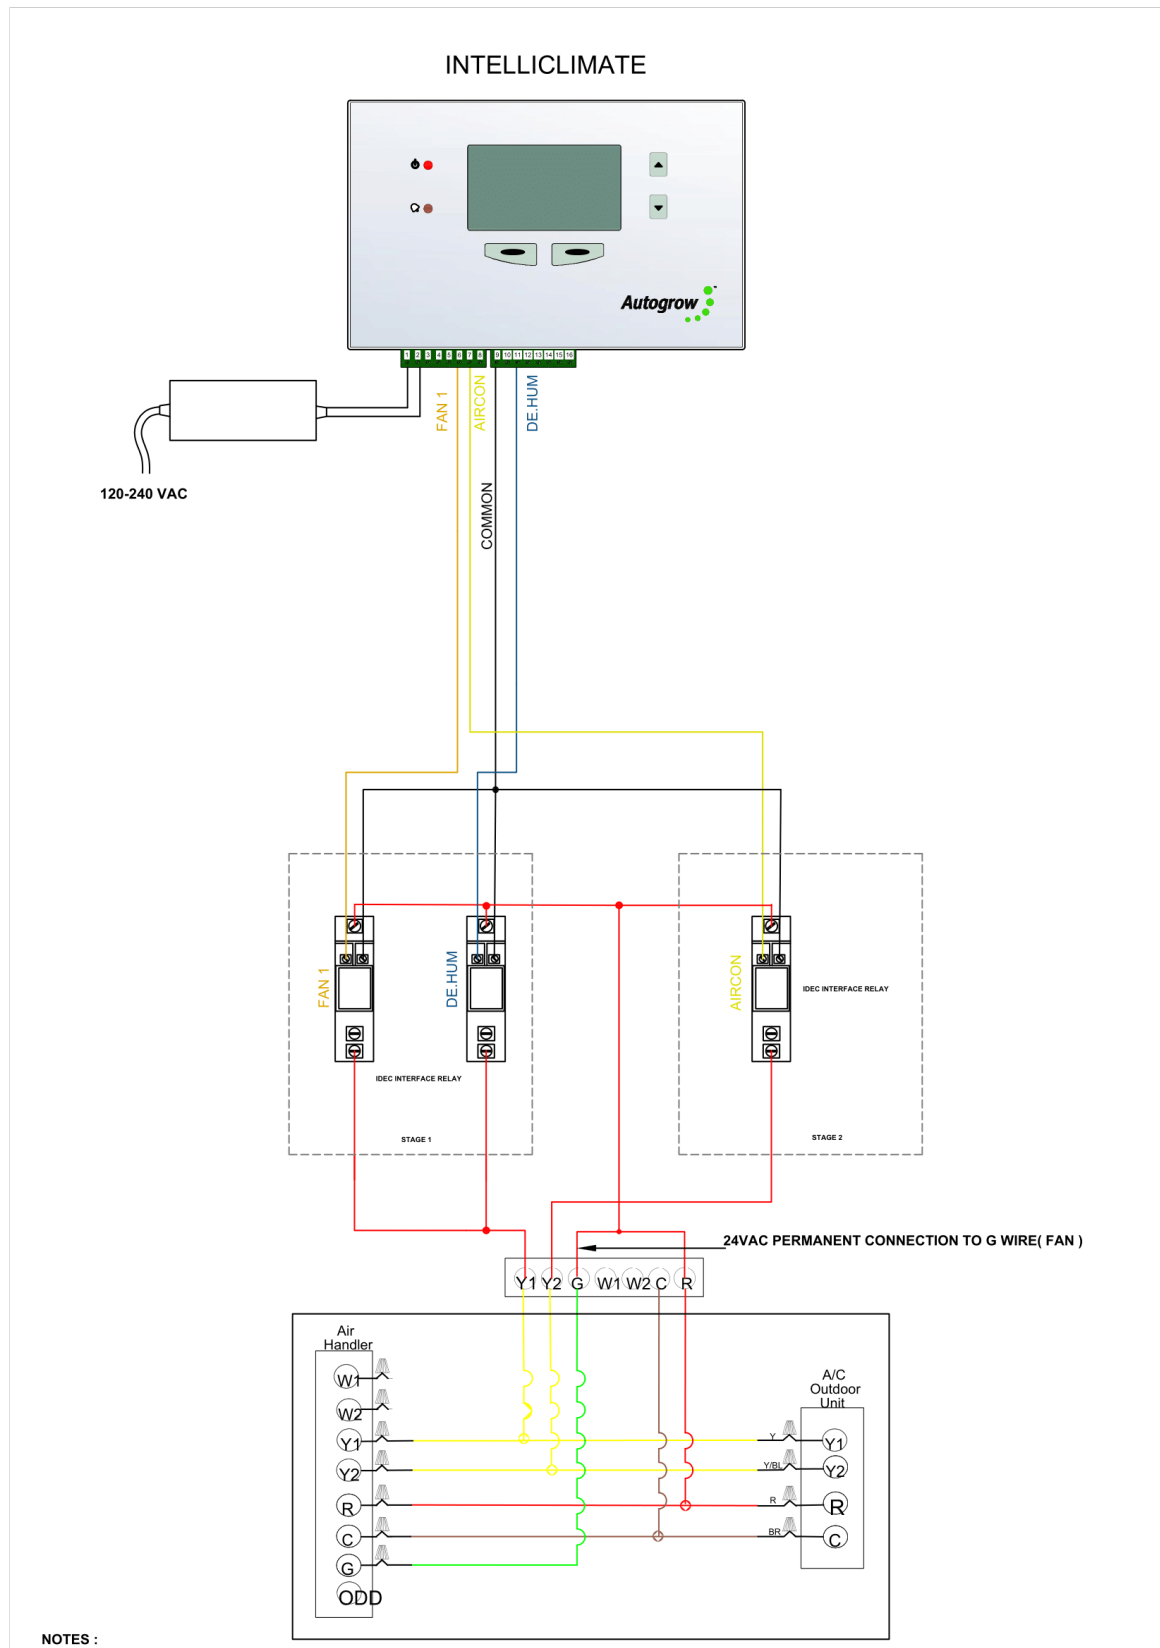 INTELLICLIMATE
Autogrow
1 2 3 4 5 6 7 8 9 10 11 12 13 14 15 16
FAN 1
AIRCON
DE.HUM
COMMON
120-240 VAC
FAN 1
DE.HUM
AIRCON
IDEC INTERFACE RELAY
IDEC INTERFACE RELAY
STAGE 1
STAGE 2
24VAC PERMANENT CONNECTION TO G WIRE( FAN )
Y1 Y2 G W1 W2 C R
Air
Handler
W1
W2
Y1
Y2
R
C
G
ODD
A/C
Outdoor
Unit
Y
Y1
Y/BL
Y2
R
R
BR
C
NOTES :